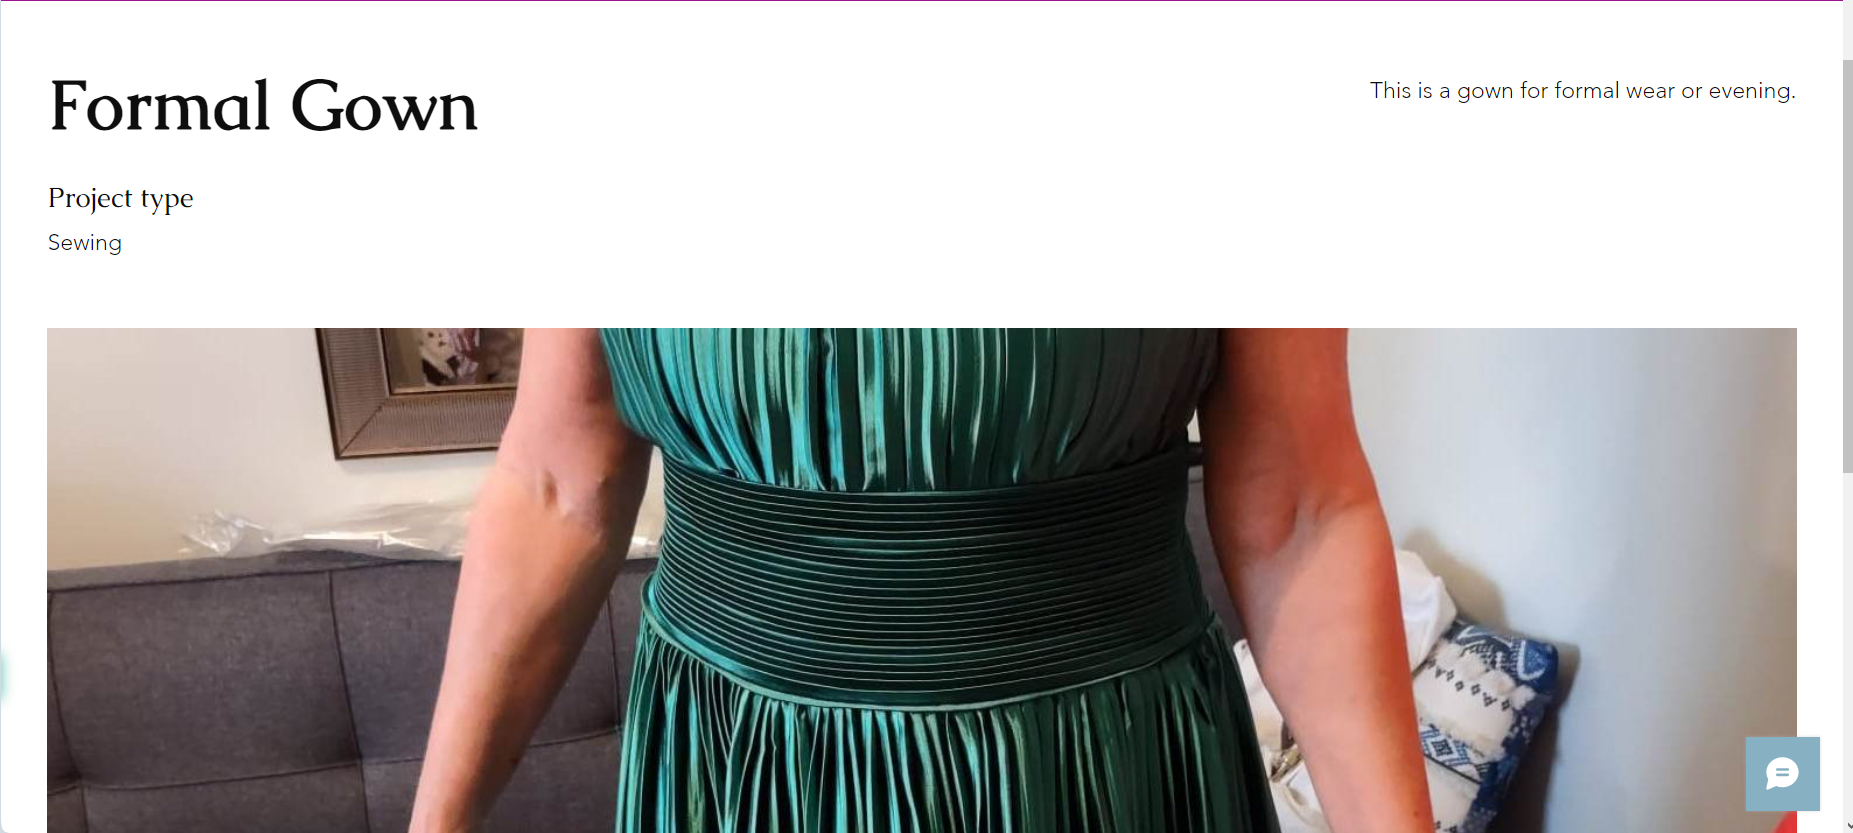 Formal Gown
This is a gown for formal wear or evening.
Project type
Sewing